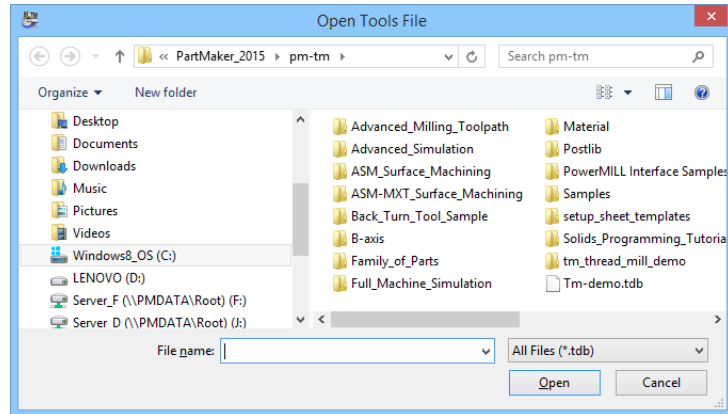 Open Tools File
« PartMaker_2015 pm-tm
Search pm-tm
Organize
New folder
Desktop
Documents
Downloads
Music
Pictures
Videos
Windows8_OS (C:)
LENOVO (D:)
Server_F (\\PMDATA\Root) (F:)
Server_D (\\PMDATA\Root) (J:)
Advanced_Milling_Toolpath
Advanced_Simulation
ASM_Surface_Machining
ASM-MXT_Surface_Machining
Back_Turn_Tool_Sample
B-axis
Family_of_Parts
Full_Machine_Simulation
Material
Postlib
PowerMILL Interface Samples
Samples
setup_sheet_templates
Solids_Programming_Tutoria
tm_thread_mill_demo
Tm-demo.tdb
File name:
All Files (*.tdb)
Open
Cancel